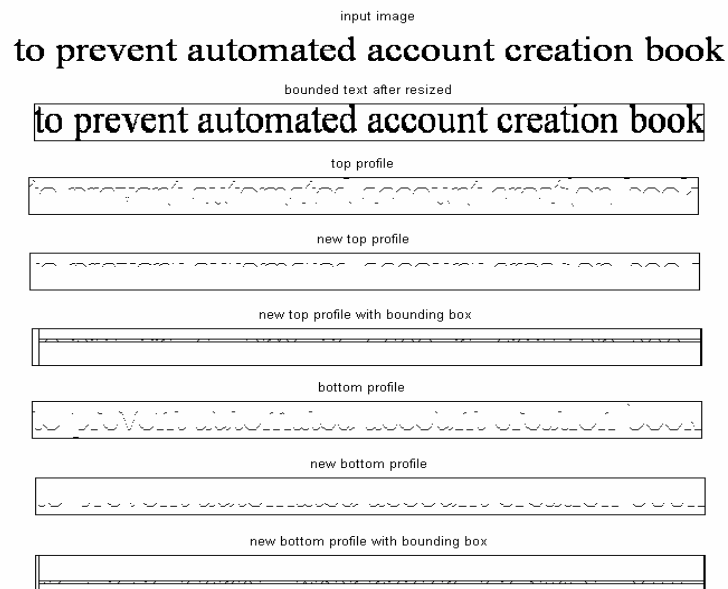 input image
to prevent automated account creation book
bounded text after resized
to prevent automated account creation book
top profile
new top profile
new top profile with bounding box
bottom profile
new bottom profile
new bottom profile with bounding box